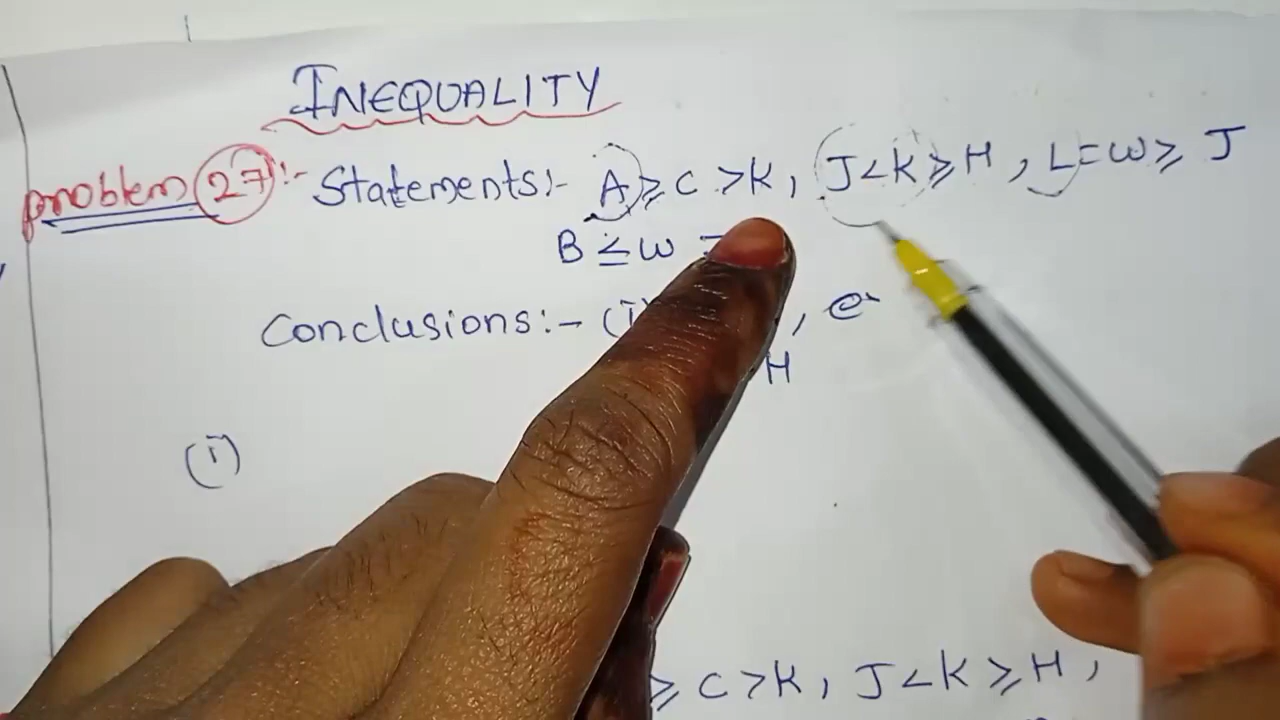 INEQUALITY
problem 27:- Statements:- A ≥ C > K, J < K ≥ H, L = W ≥ J
B ≤ W
Conclusions:- (i) ,
H
(i)
≥ C > K, J < K ≥ H,